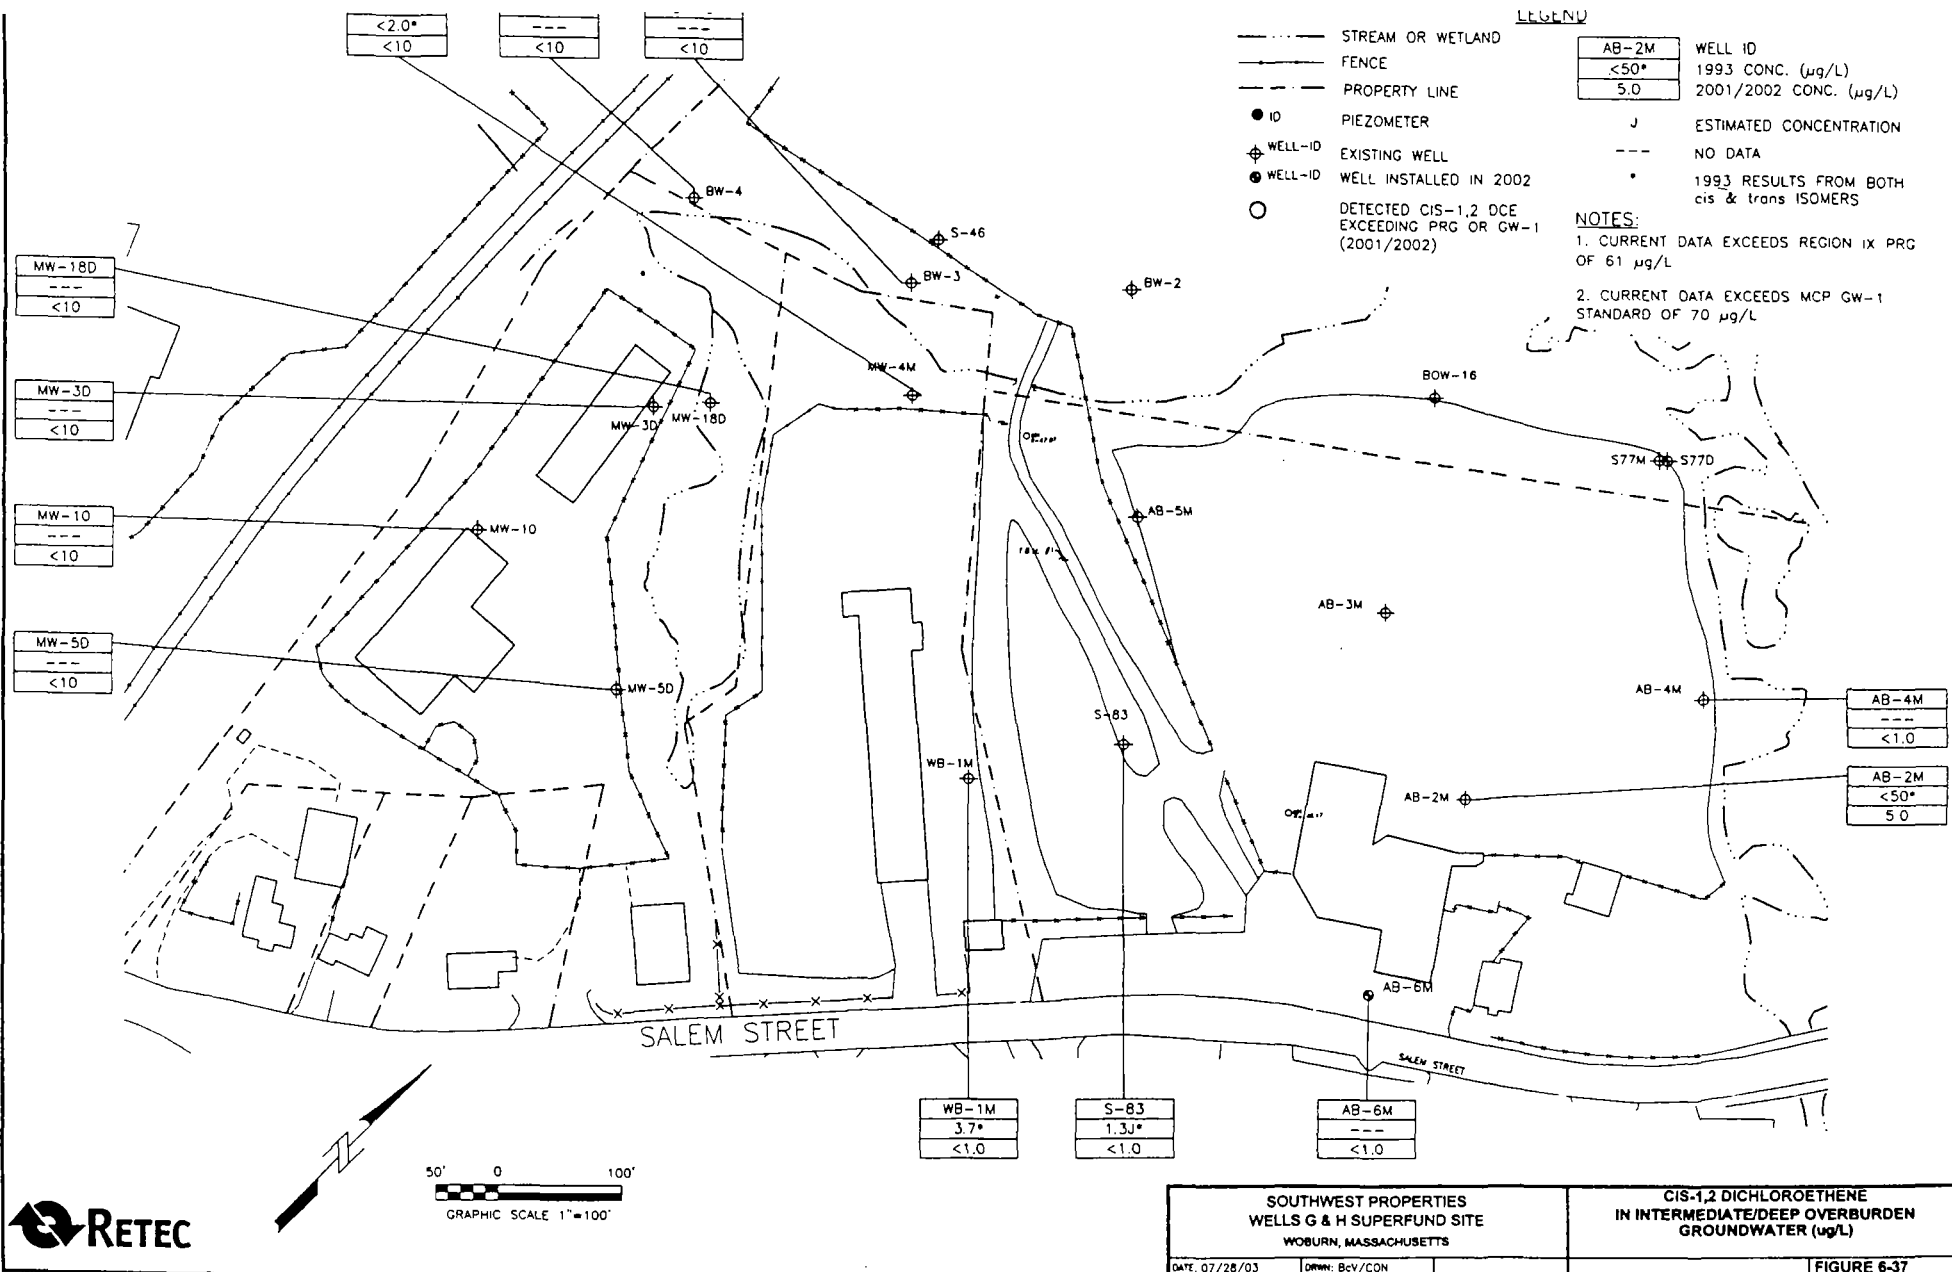 <2.0*
<10
---
<10
---
<10
LEGEND
STREAM OR WETLAND
FENCE
PROPERTY LINE
ID PIEZOMETER
WELL-ID EXISTING WELL
WELL-ID WELL INSTALLED IN 2002
DETECTED CIS-1,2 DCE
EXCEEDING PRG OR GW-1
(2001/2002)
AB-2M WELL ID
<50* 1993 CONC. (µg/L)
5.0 2001/2002 CONC. (µg/L)
J ESTIMATED CONCENTRATION
--- NO DATA
* 1993 RESULTS FROM BOTH
cis & trans ISOMERS
NOTES:
1. CURRENT DATA EXCEEDS REGION IX PRG
OF 61 µg/L
2. CURRENT DATA EXCEEDS MCP GW-1
STANDARD OF 70 µg/L
BW-4
S-46
BW-3
BW-2
MW-18D
---
<10
MW-4M
BOW-16
MW-3D
---
<10
MW-3D
MW-18D
S77M
S77D
MW-10
---
<10
MW-10
AB-5M
AB-3M
MW-5D
---
<10
MW-5D
AB-4M
AB-4M
---
<1.0
S-83
WB-1M
AB-2M
AB-2M
<50*
5.0
AB-6M
SALEM STREET
SALEM STREET
WB-1M
3.7*
<1.0
S-83
1.3J*
<1.0
AB-6M
---
<1.0
N
50' 0 100'
GRAPHIC SCALE 1"=100'
RETEC
SOUTHWEST PROPERTIES
WELLS G & H SUPERFUND SITE
WOBURN, MASSACHUSETTS
CIS-1,2 DICHLOROETHENE
IN INTERMEDIATE/DEEP OVERBURDEN
GROUNDWATER (ug/L)
DATE: 07/28/03
DRWN: BcV/CON
FIGURE 6-37